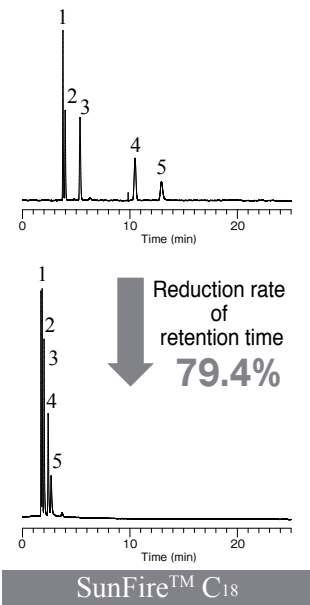 1
2
3
4
5
0 10 20
Time (min)
1
2
3
4
5
Reduction rate
of
retention time
79.4%
0 10 20
Time (min)
SunFire™ C18